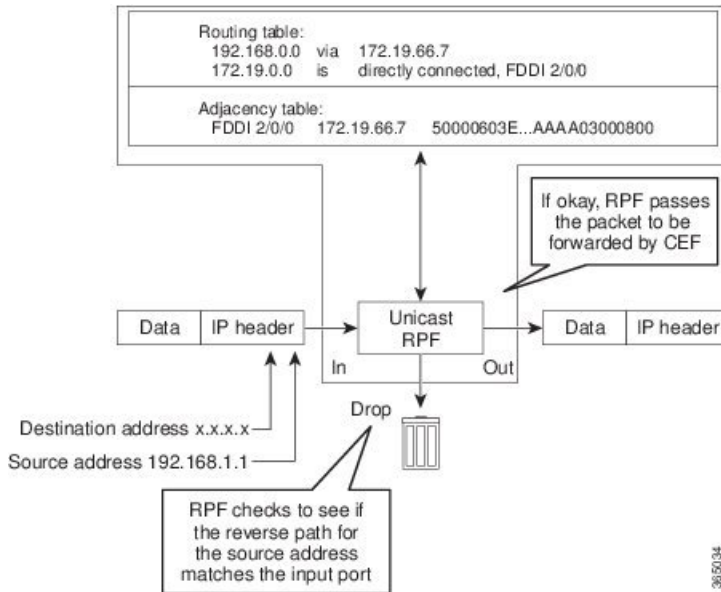 Routing table:
192.168.0.0 via 172.19.66.7
172.19.0.0 is directly connected, FDDI 2/0/0
Adjacency table:
FDDI 2/0/0 172.19.66.7 50000603E...AAAA03000800
If okay, RPF passes
the packet to be
forwarded by CEF
Data IP header
Unicast
RPF
Data IP header
In
Out
Drop
Destination address x.x.x.x
Source address 192.168.1.1
RPF checks to see if
the reverse path for
the source address
matches the input port
365034